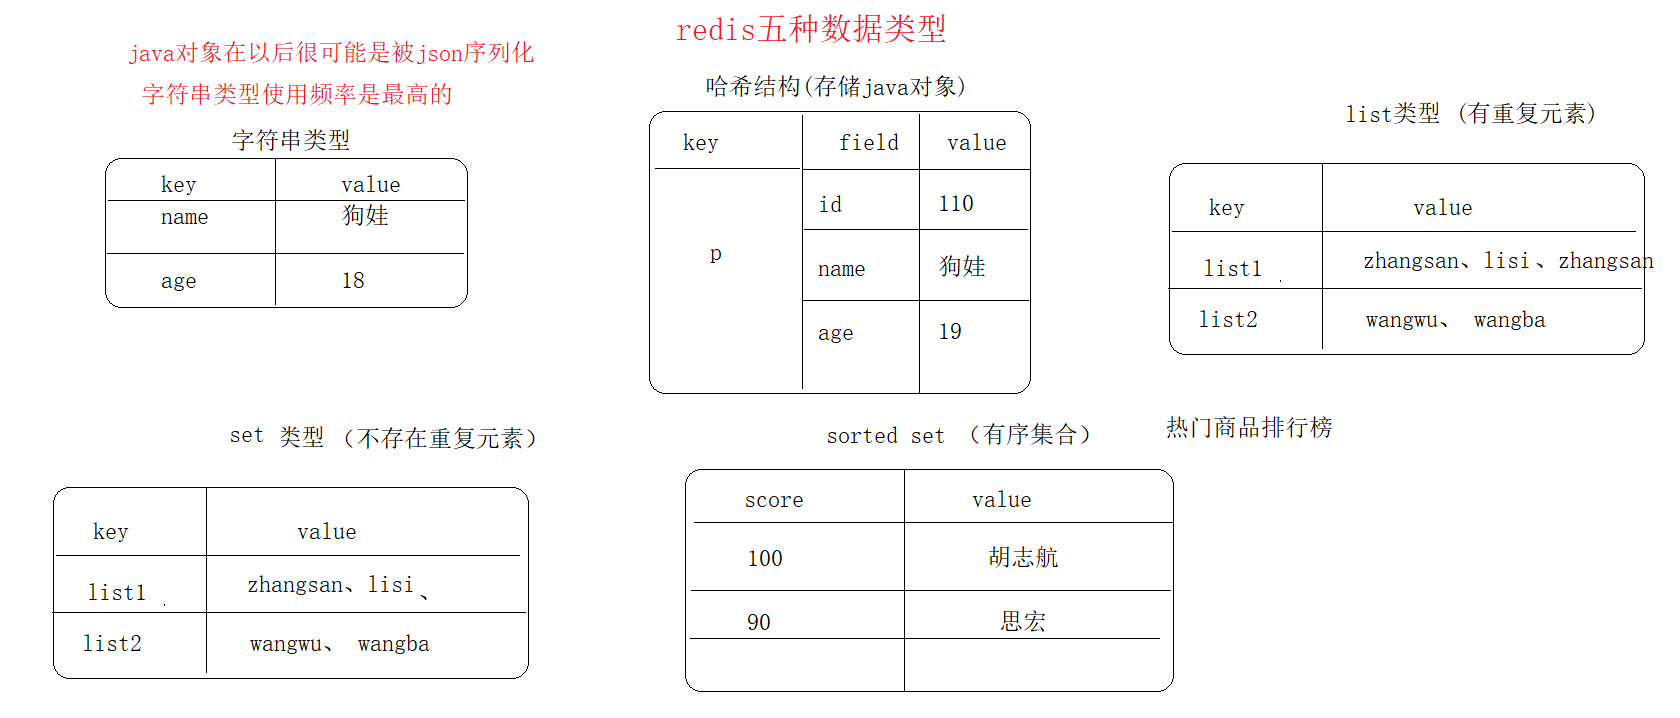 redis五种数据类型
java对象在以后很可能是被json序列化
字符串类型使用频率是最高的
字符串类型
key value
name 狗娃
age 18
哈希结构(存储java对象)
key field value
p
id 110
name 狗娃
age 19
list类型 (有重复元素)
key value
list1 zhangsan、lisi、zhangsan
list2 wangwu、 wangba
set 类型 （不存在重复元素）
key value
list1 zhangsan、lisi、
list2 wangwu、 wangba
sorted set （有序集合） 热门商品排行榜
score value
100 胡志航
90 思宏